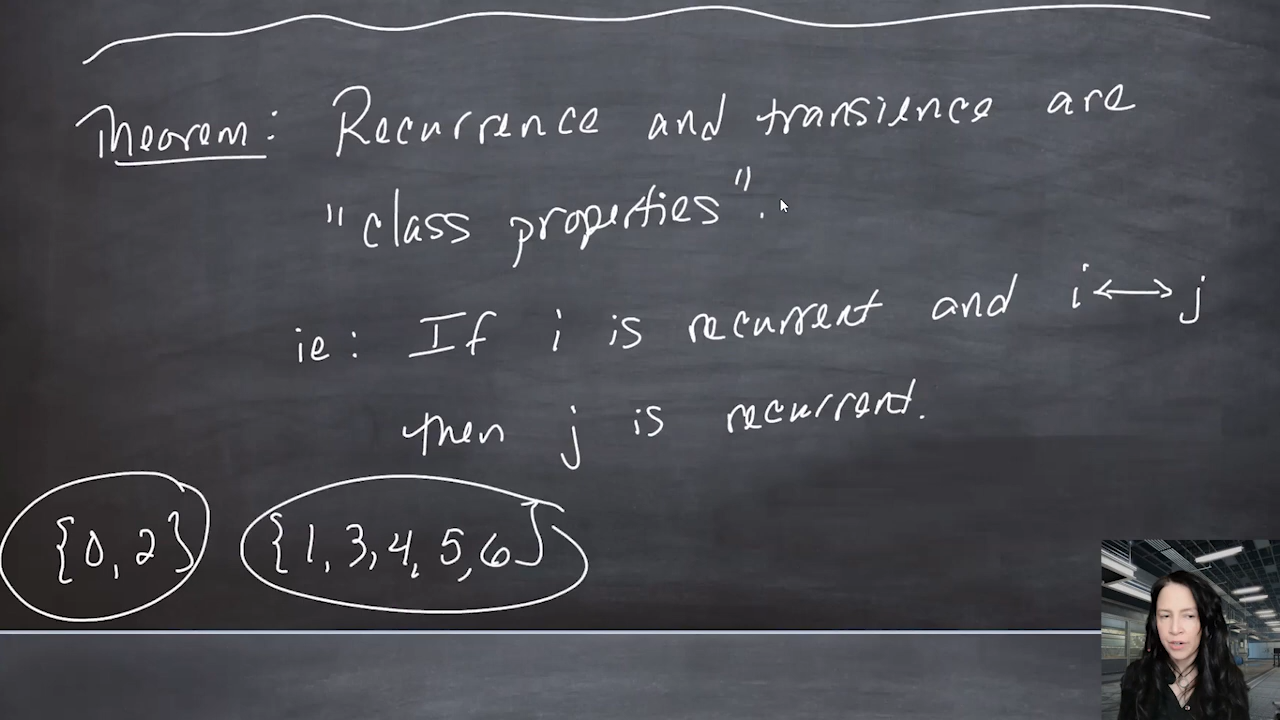 Theorem: Recurrence and transience are
"class properties".
ie: If i is recurrent and i ⟷ j
then j is recurrent.
{0, 2} {1, 3, 4, 5, 6}